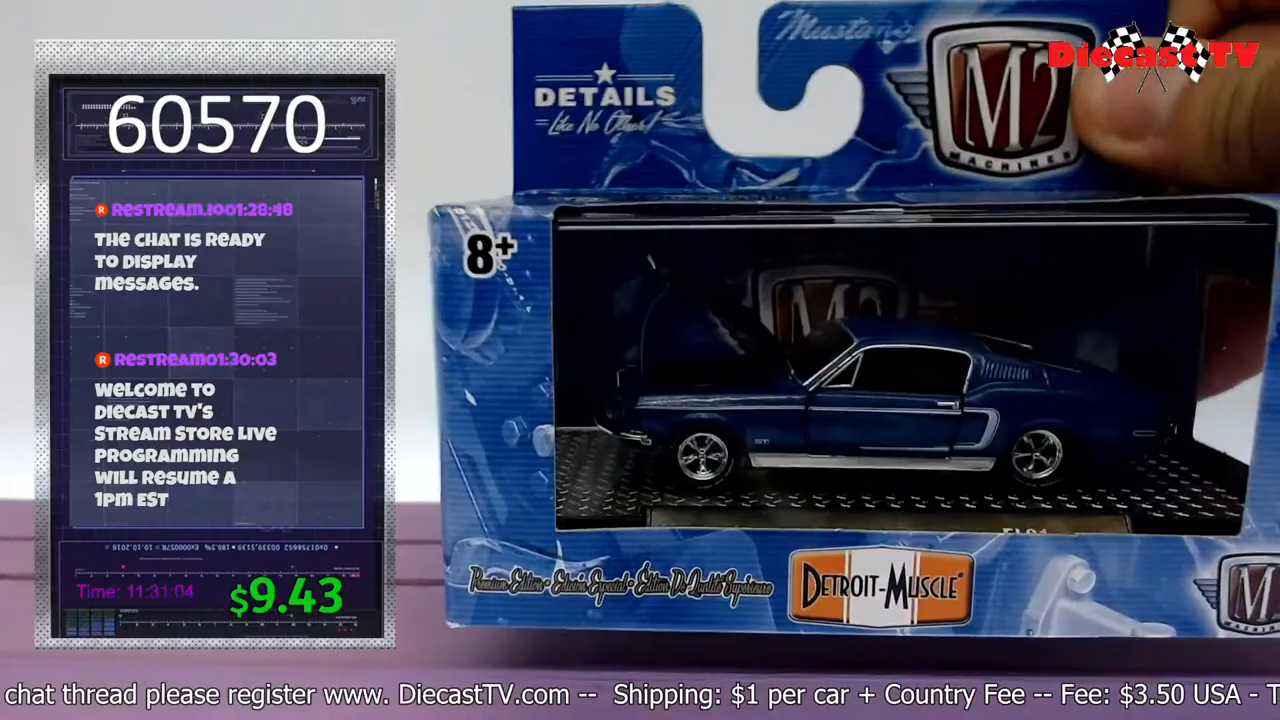 60570
Restream.io01:28:48
The chat is ready
to display
messages.
Restream01:30:03
Welcome to
Diecast TV's
Stream Store Live
programming
will resume a
1pm EST
Time: 11:31:04
$9.43
Mustang
DETAILS
Like No Other!
M2
MACHINES
Diecast TV
8+
M2
Premium Edition • Edición Especial • Édition De Qualité Supérieure
DETROIT-MUSCLE
chat thread please register www. DiecastTV.com -- Shipping: $1 per car + Country Fee -- Fee: $3.50 USA - T